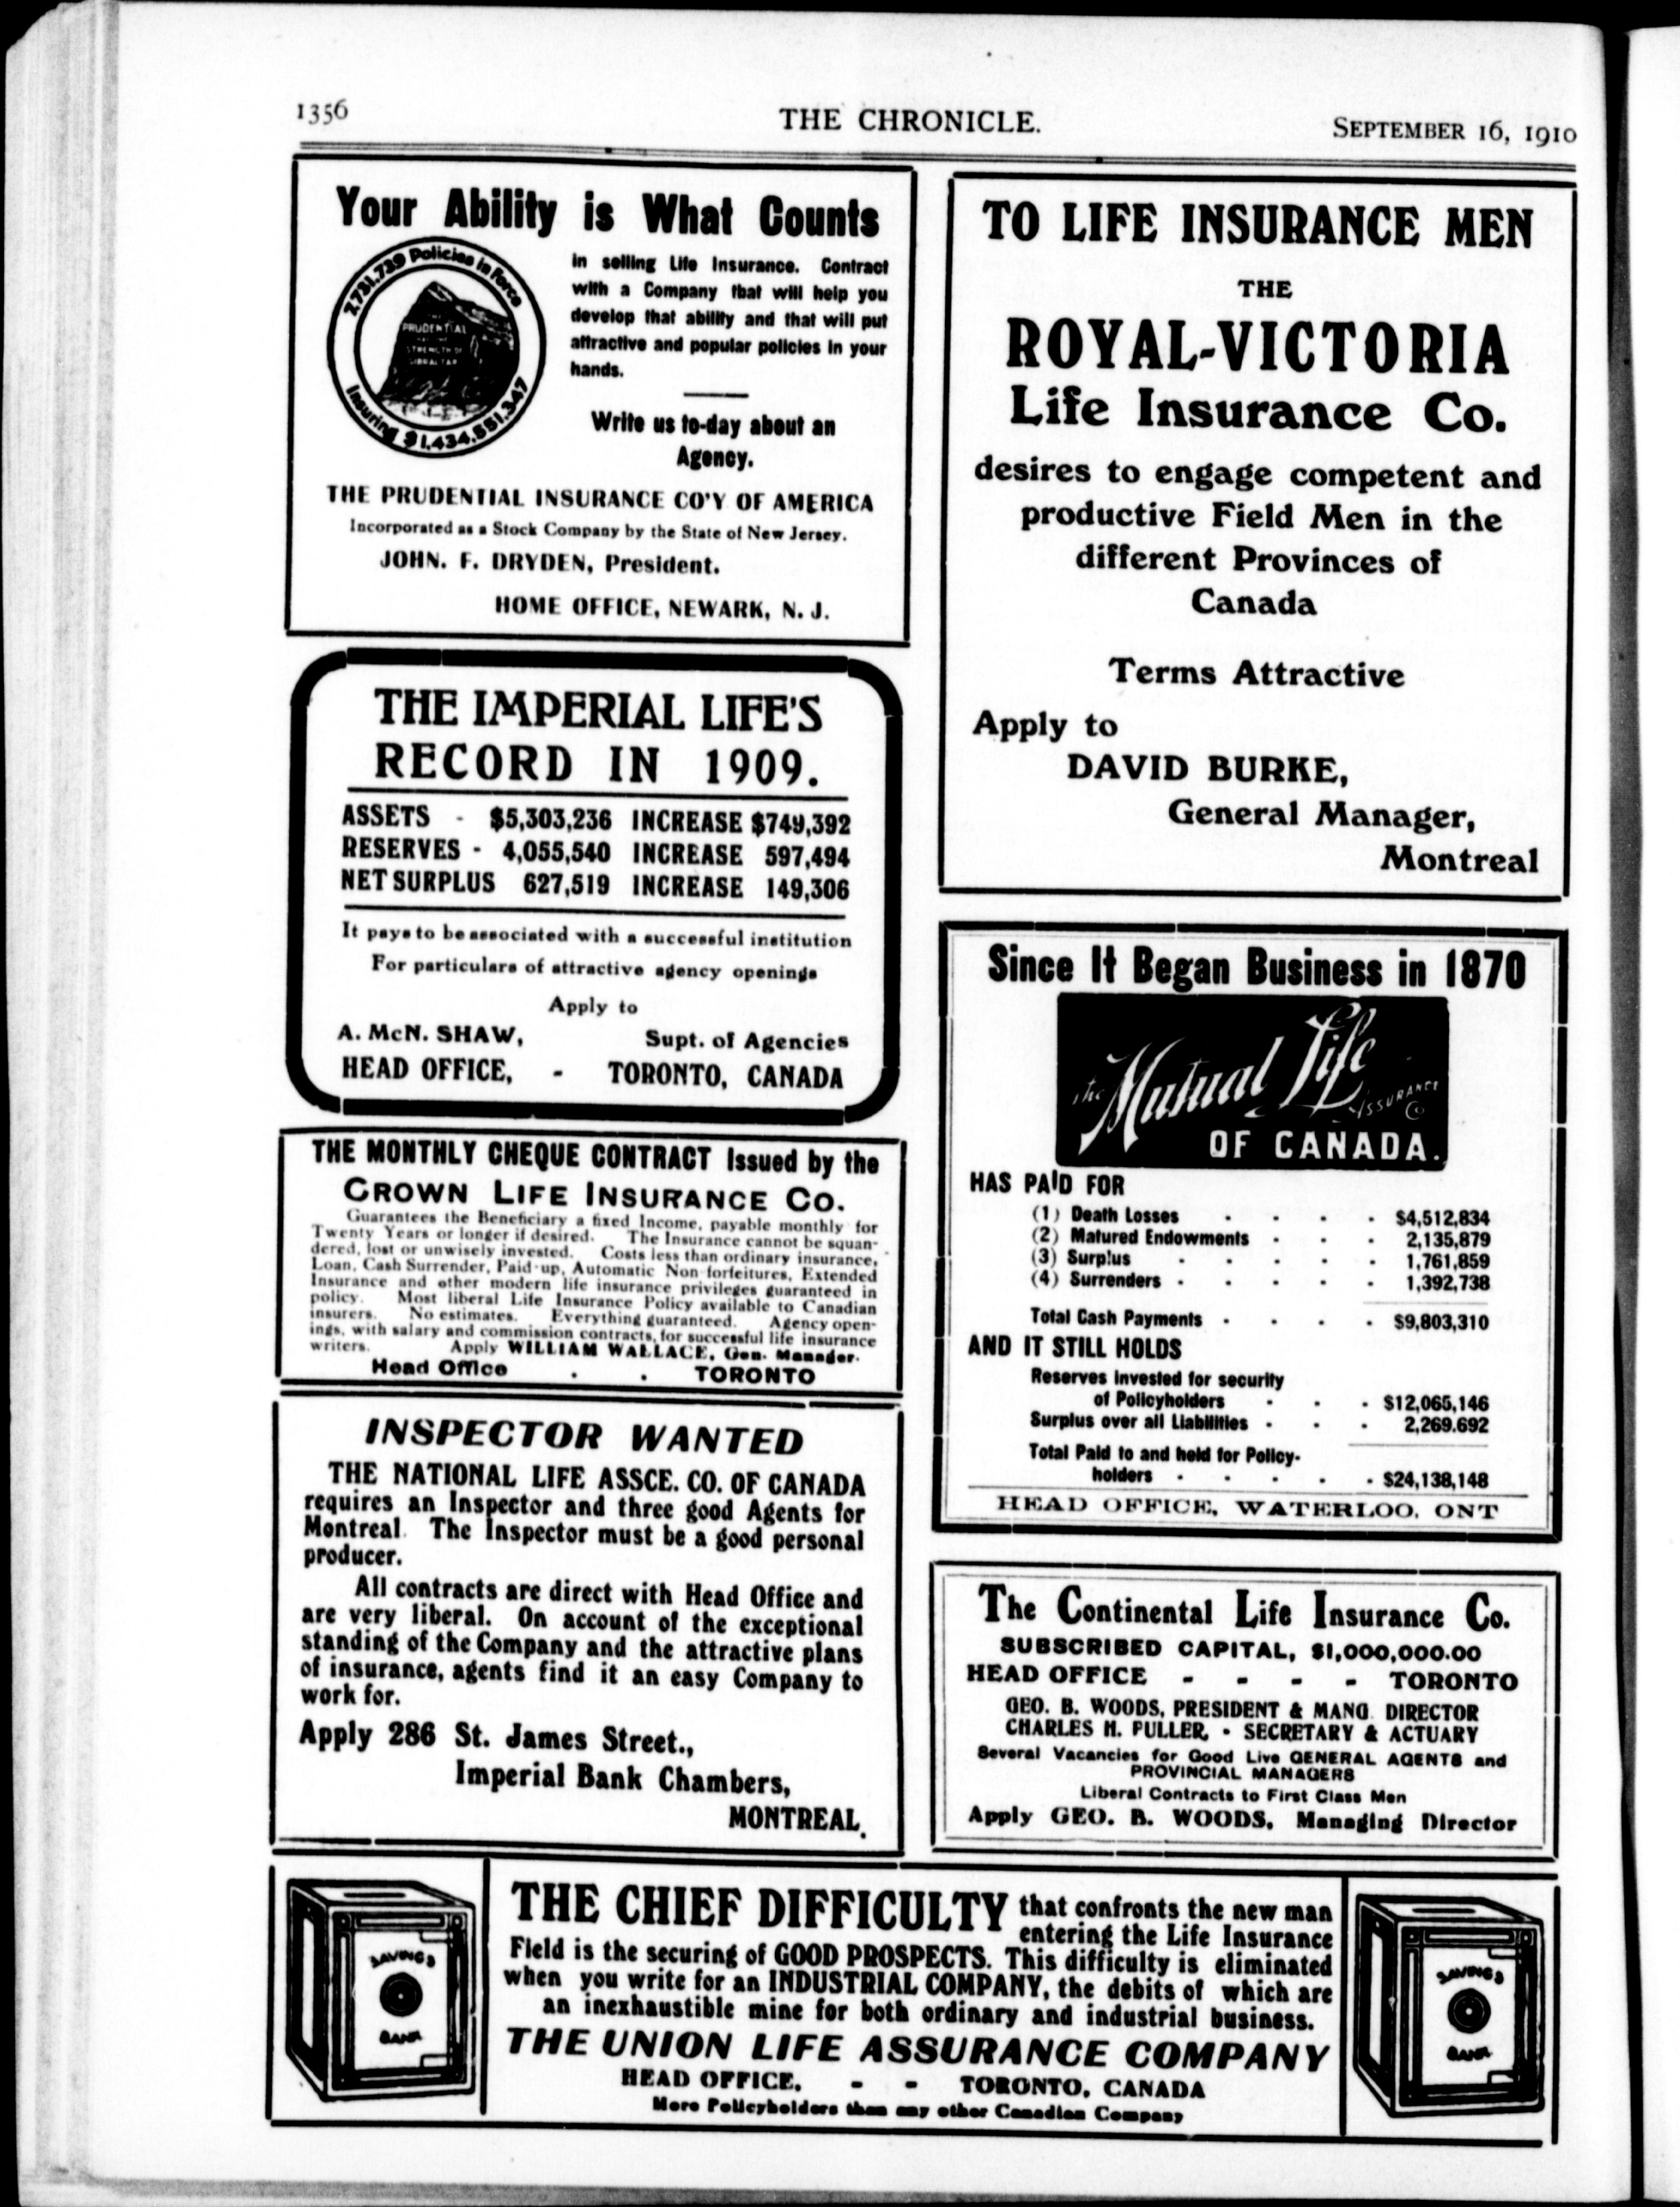 1356
THE CHRONICLE.
SEPTEMBER 16, 1910
Your Ability is What Counts
7,731,739 Policies in Force
PRUDENTIAL
STRENGTH OF
GIBRALTAR
Insuring $1,434,551,347
in selling Life Insurance. Contract
with a Company that will help you
develop that ability and that will put
attractive and popular policies in your
hands.
Write us to-day about an
Agency.
THE PRUDENTIAL INSURANCE CO'Y OF AMERICA
Incorporated as a Stock Company by the State of New Jersey.
JOHN. F. DRYDEN, President.
HOME OFFICE, NEWARK, N. J.
THE IMPERIAL LIFE'S
RECORD IN 1909.
ASSETS - $5,303,236 INCREASE $749,392
RESERVES - 4,055,540 INCREASE 597,494
NET SURPLUS 627,519 INCREASE 149,306
It pays to be associated with a successful institution
For particulars of attractive agency openings
Apply to
A. McN. SHAW, Supt. of Agencies
HEAD OFFICE, - TORONTO, CANADA
THE MONTHLY CHEQUE CONTRACT Issued by the
CROWN LIFE INSURANCE CO.
Guarantees the Beneficiary a fixed Income, payable monthly for
Twenty Years or longer if desired. The Insurance cannot be squan-
dered, lost or unwisely invested. Costs less than ordinary insurance,
Loan, Cash Surrender, Paid-up, Automatic Non forfeitures, Extended
Insurance and other modern life insurance privileges guaranteed in
policy. Most liberal Life Insurance Policy available to Canadian
insurers. No estimates. Everything guaranteed. Agency open-
ings, with salary and commission contracts, for successful life insurance
writers. Apply WILLIAM WALLACE, Gen. Manager.
Head Office . . TORONTO
INSPECTOR WANTED
THE NATIONAL LIFE ASSCE. CO. OF CANADA
requires an Inspector and three good Agents for
Montreal. The Inspector must be a good personal
producer.
All contracts are direct with Head Office and
are very liberal. On account of the exceptional
standing of the Company and the attractive plans
of insurance, agents find it an easy Company to
work for.
Apply 286 St. James Street.,
Imperial Bank Chambers,
MONTREAL.
TO LIFE INSURANCE MEN
THE
ROYAL-VICTORIA
Life Insurance Co.
desires to engage competent and
productive Field Men in the
different Provinces of
Canada
Terms Attractive
Apply to
DAVID BURKE,
General Manager,
Montreal
Since It Began Business in 1870
The Mutual Life
ASSURANCE
Co
OF CANADA.
HAS PAID FOR
(1) Death Losses - - - - $4,512,834
(2) Matured Endowments - - - 2,135,879
(3) Surplus - - - - - 1,761,859
(4) Surrenders - - - - - 1,392,738
Total Cash Payments - - - - $9,803,310
AND IT STILL HOLDS
Reserves invested for security
of Policyholders - - - $12,065,146
Surplus over all Liabilities - - - 2,269.692
Total Paid to and held for Policy-
holders - - - - - $24,138,148
HEAD OFFICE, WATERLOO, ONT
The Continental Life Insurance Co.
SUBSCRIBED CAPITAL, $1,000,000.00
HEAD OFFICE - - - - TORONTO
GEO. B. WOODS, PRESIDENT & MANG. DIRECTOR
CHARLES H. FULLER, - SECRETARY & ACTUARY
Several Vacancies for Good Live GENERAL AGENTS and
PROVINCIAL MANAGERS
Liberal Contracts to First Class Men
Apply GEO. B. WOODS, Managing Director
SAVINGS
BANK
THE CHIEF DIFFICULTY that confronts the new man
entering the Life Insurance
Field is the securing of GOOD PROSPECTS. This difficulty is eliminated
when you write for an INDUSTRIAL COMPANY, the debits of which are
an inexhaustible mine for both ordinary and industrial business.
THE UNION LIFE ASSURANCE COMPANY
HEAD OFFICE, - - TORONTO, CANADA
More Policyholders than any other Canadian Company
SAVINGS
BANK